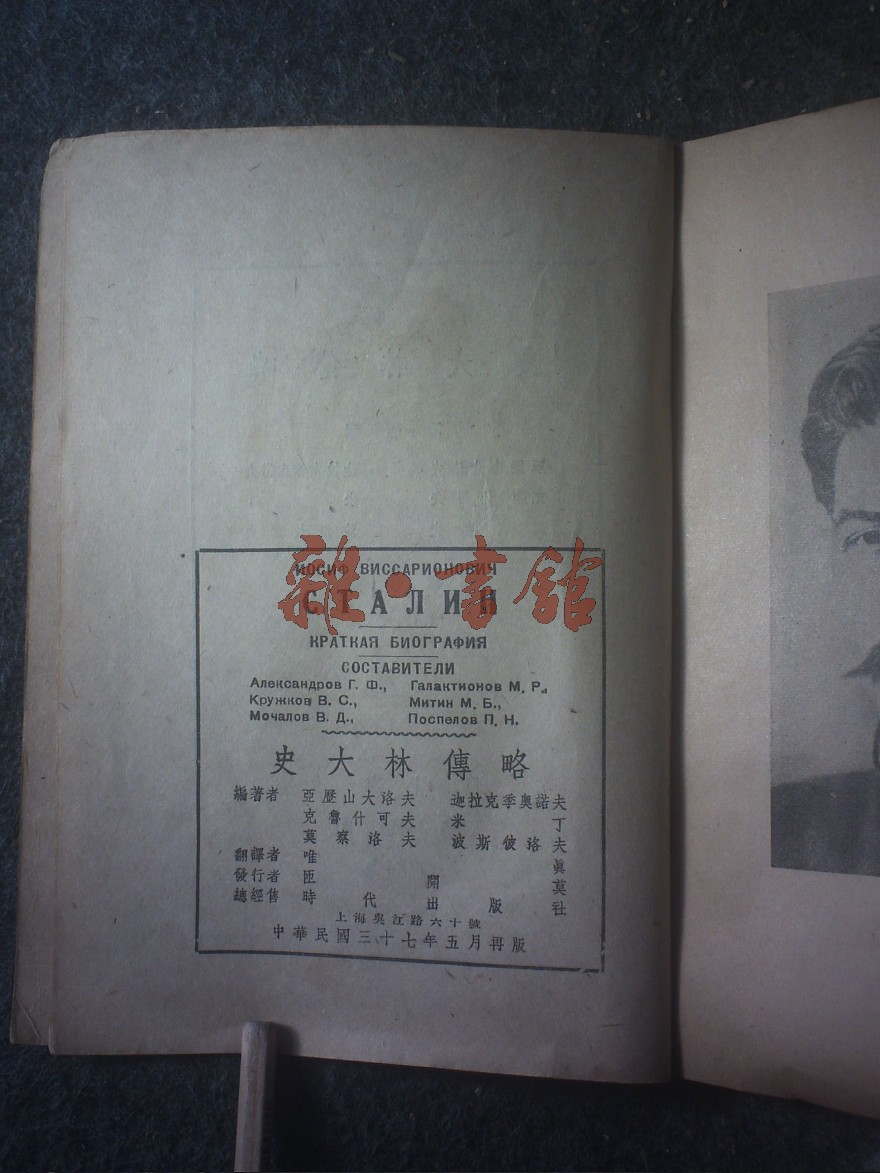 ИОСИФ ВИССАРИОНОВИЧ
СТАЛИН
雜·書館
КРАТКАЯ БИОГРАФИЯ
СОСТАВИТЕЛИ
Александров Г. Ф., Галактионов М. Р.,
Кружков В. С., Митин М. Б.,
Мочалов В. Д., Поспелов П. Н.
史大林傳略
編著者 亞歷山大洛夫 迦拉克季奧諾夫
克魯什可夫 米丁
莫察洛夫 波斯彼洛夫
翻譯者 唯真
發行者 匝開莫
總經售 時代出版社
上海吳江路六十號
中華民國三十七年五月再版